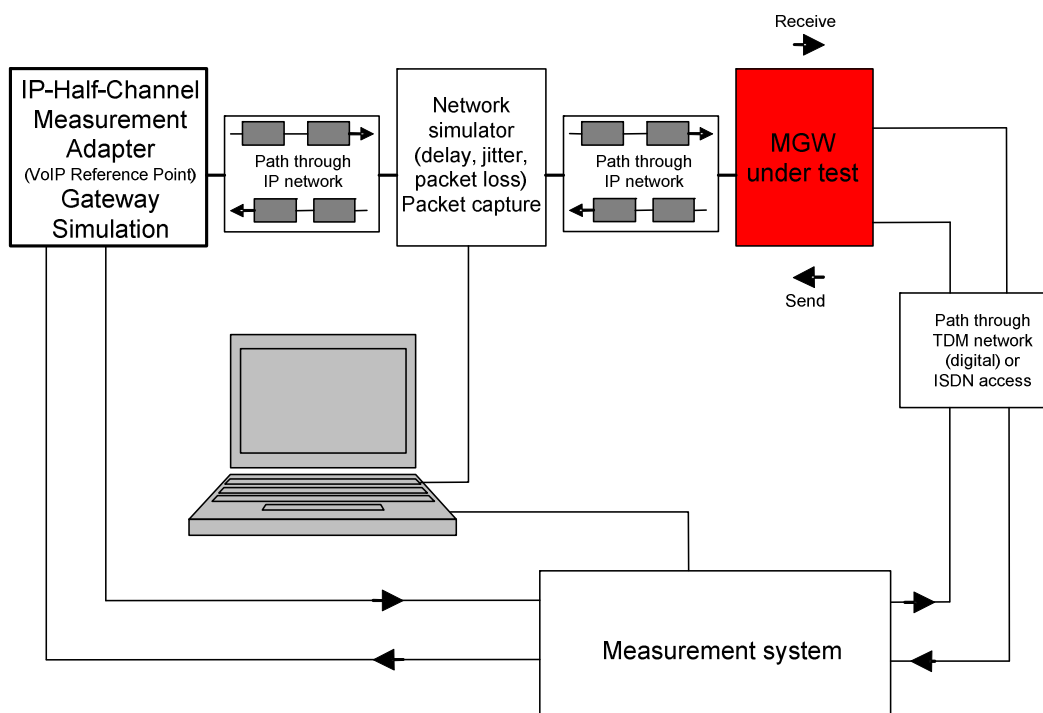 Receive
IP-Half-Channel
Measurement
Adapter
(VoIP Reference Point)
Gateway
Simulation
Path through
IP network
Network
simulator
(delay, jitter,
packet loss)
Packet capture
Path through
IP network
MGW
under test
Send
Path through
TDM network
(digital) or
ISDN access
Measurement system